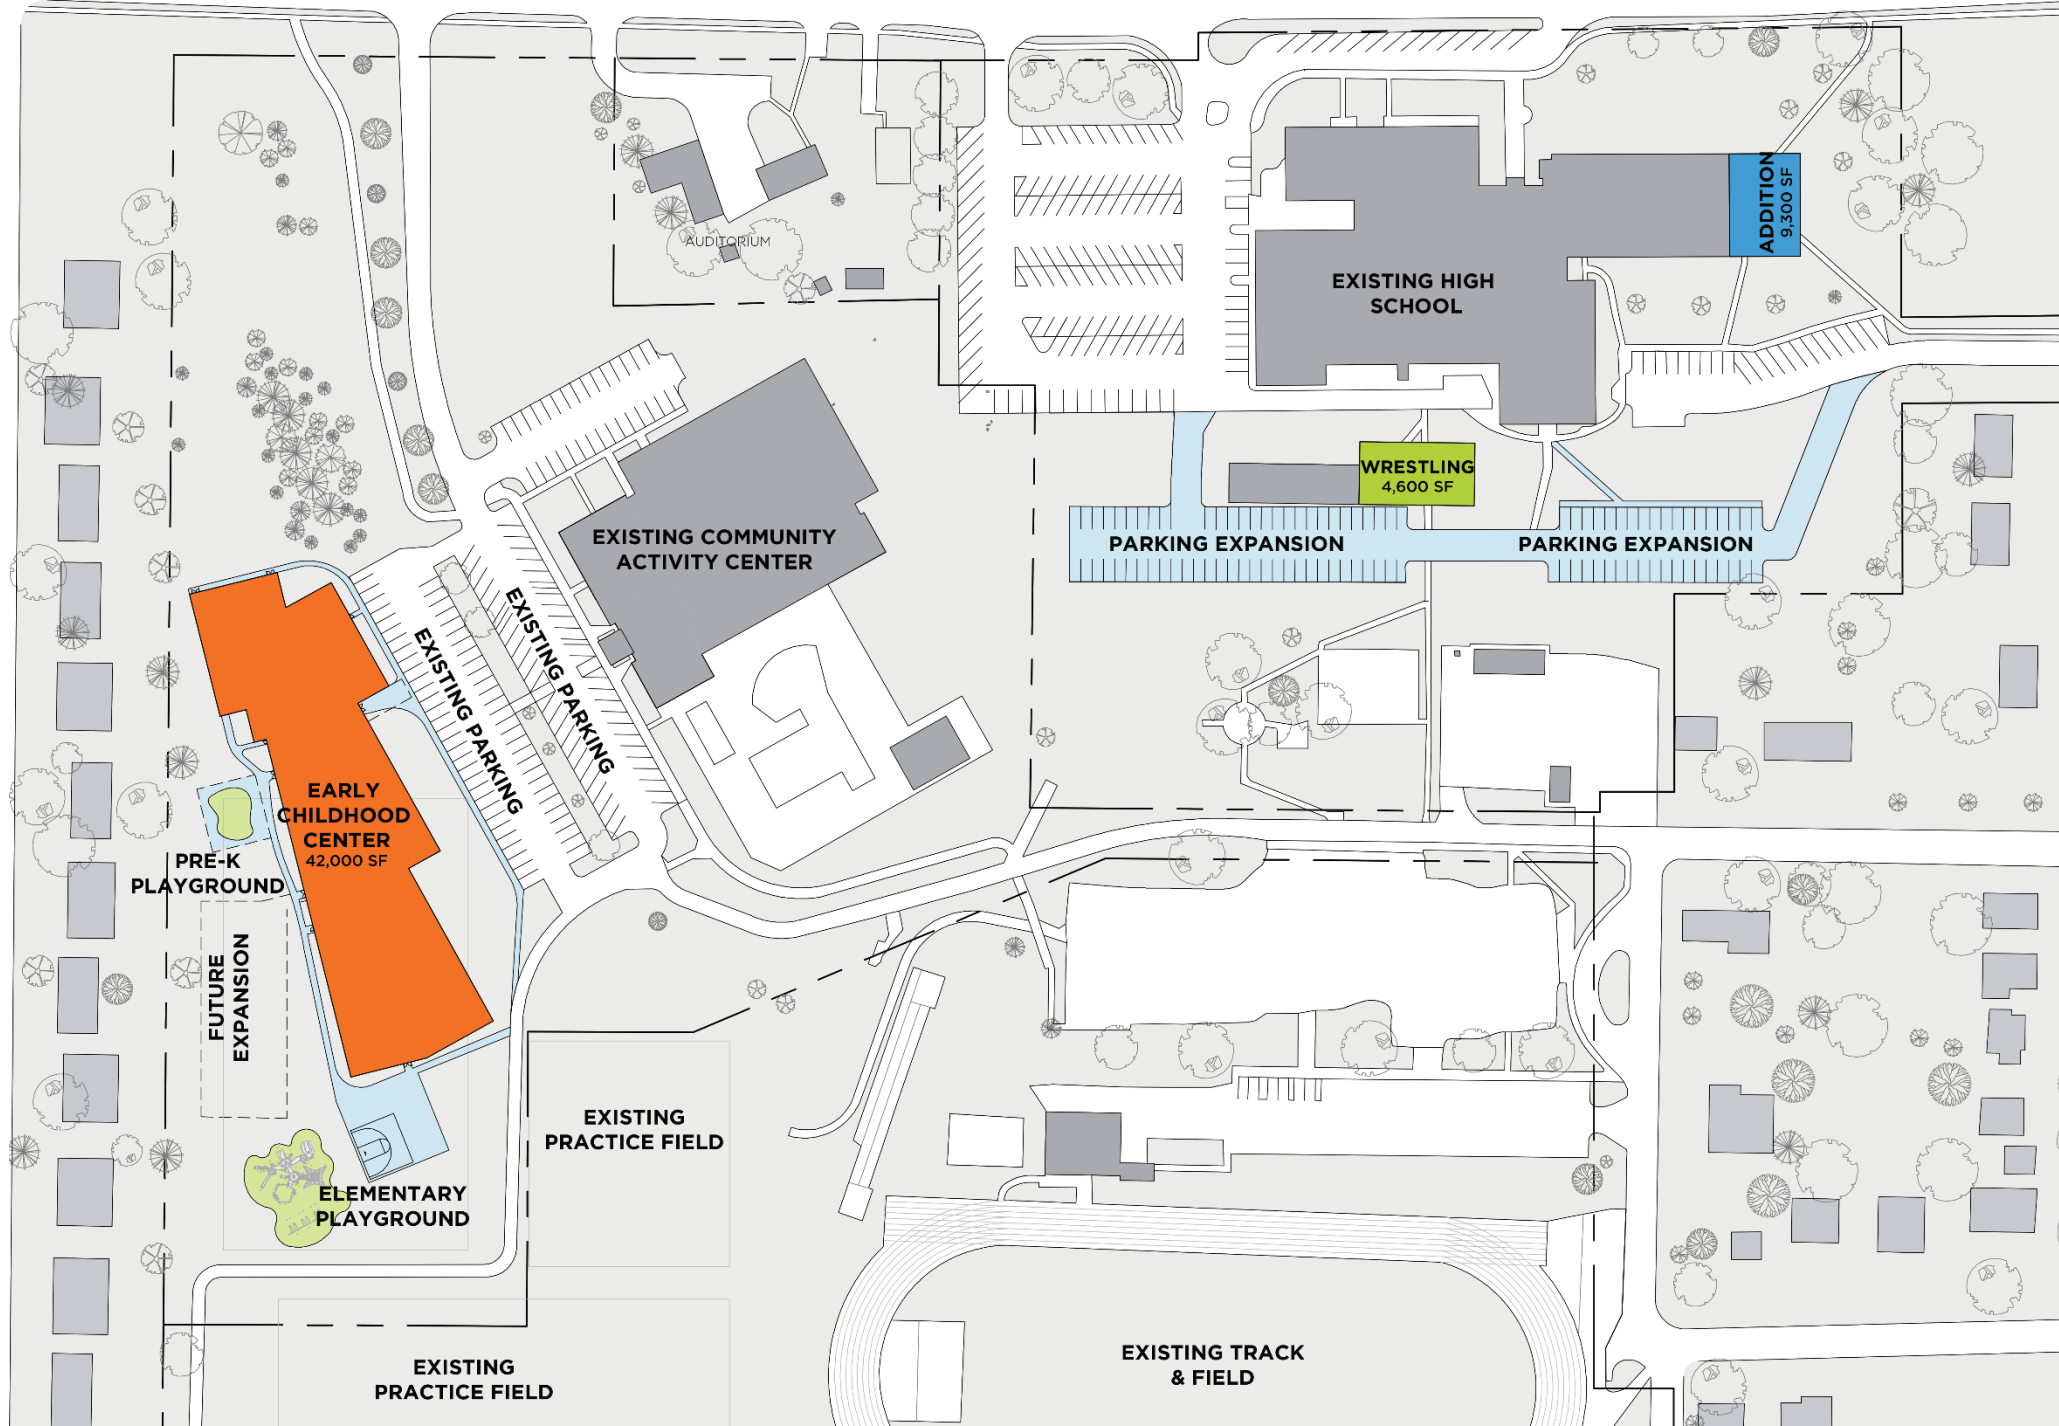 AUDITORIUM
ADDITION
9,300 SF
EXISTING HIGH
SCHOOL
WRESTLING
4,600 SF
EXISTING COMMUNITY
ACTIVITY CENTER
PARKING EXPANSION
PARKING EXPANSION
EXISTING PARKING
EXISTING PARKING
EARLY
CHILDHOOD
CENTER
42,000 SF
PRE-K
PLAYGROUND
FUTURE
EXPANSION
EXISTING
PRACTICE FIELD
ELEMENTARY
PLAYGROUND
EXISTING TRACK
& FIELD
EXISTING
PRACTICE FIELD